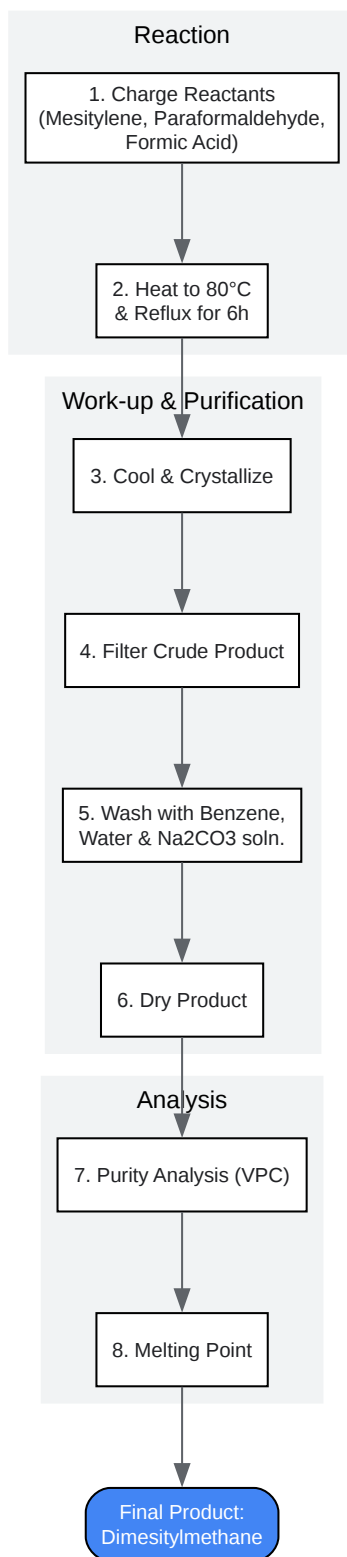 Reaction
1. Charge Reactants
(Mesitylene, Paraformaldehyde,
Formic Acid)
2. Heat to 80°C
& Reflux for 6h
Work-up & Purification
3. Cool & Crystallize
4. Filter Crude Product
5. Wash with Benzene,
Water & Na2CO3 soln.
6. Dry Product
Analysis
7. Purity Analysis (VPC)
8. Melting Point
Final Product:
Dimesitylmethane